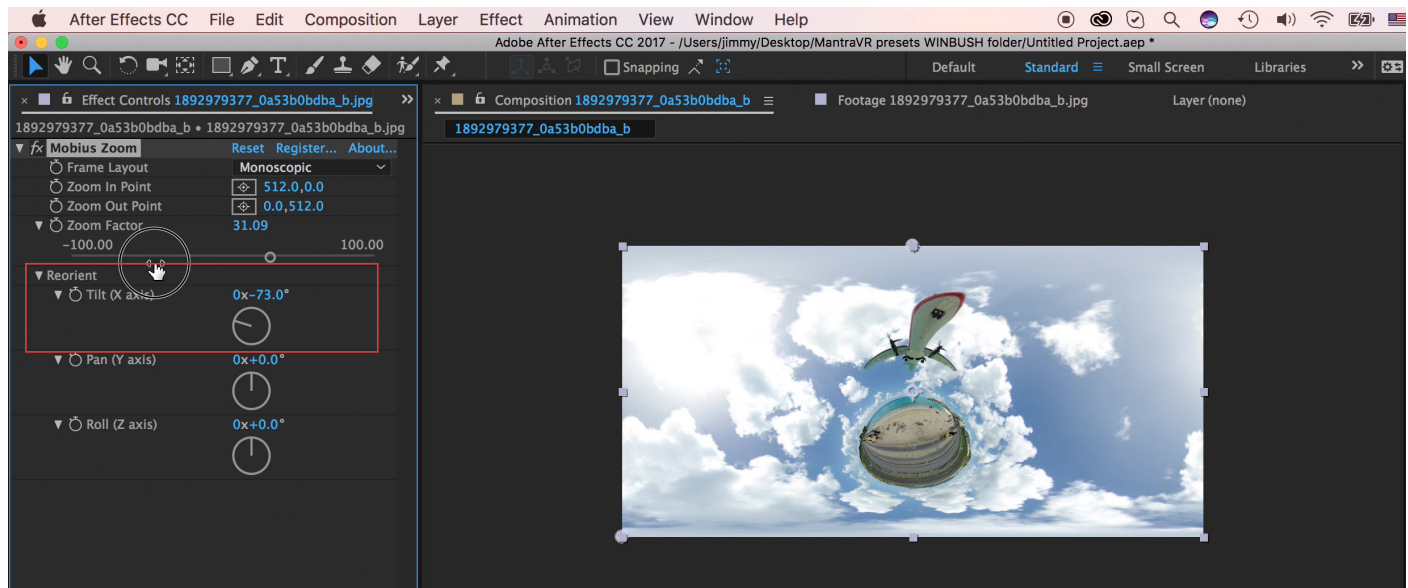 After Effects CC File Edit Composition Layer Effect Animation View Window Help
Adobe After Effects CC 2017 - /Users/jimmy/Desktop/MantraVR presets WINBUSH folder/Untitled Project.aep *
Snapping Default Standard Small Screen Libraries
Effect Controls 1892979377_0a53b0bdba_b.jpg Composition 1892979377_0a53b0bdba_b Footage 1892979377_0a53b0bdba_b.jpg Layer (none)
1892979377_0a53b0bdba_b • 1892979377_0a53b0bdba_b.jpg 1892979377_0a53b0bdba_b
fx Mobius Zoom Reset Register... About...
Frame Layout Monoscopic
Zoom In Point 512.0,0.0
Zoom Out Point 0.0,512.0
Zoom Factor 31.09
-100.00 100.00
Reorient
Tilt (X axis) 0x-73.0°
Pan (Y axis) 0x+0.0°
Roll (Z axis) 0x+0.0°